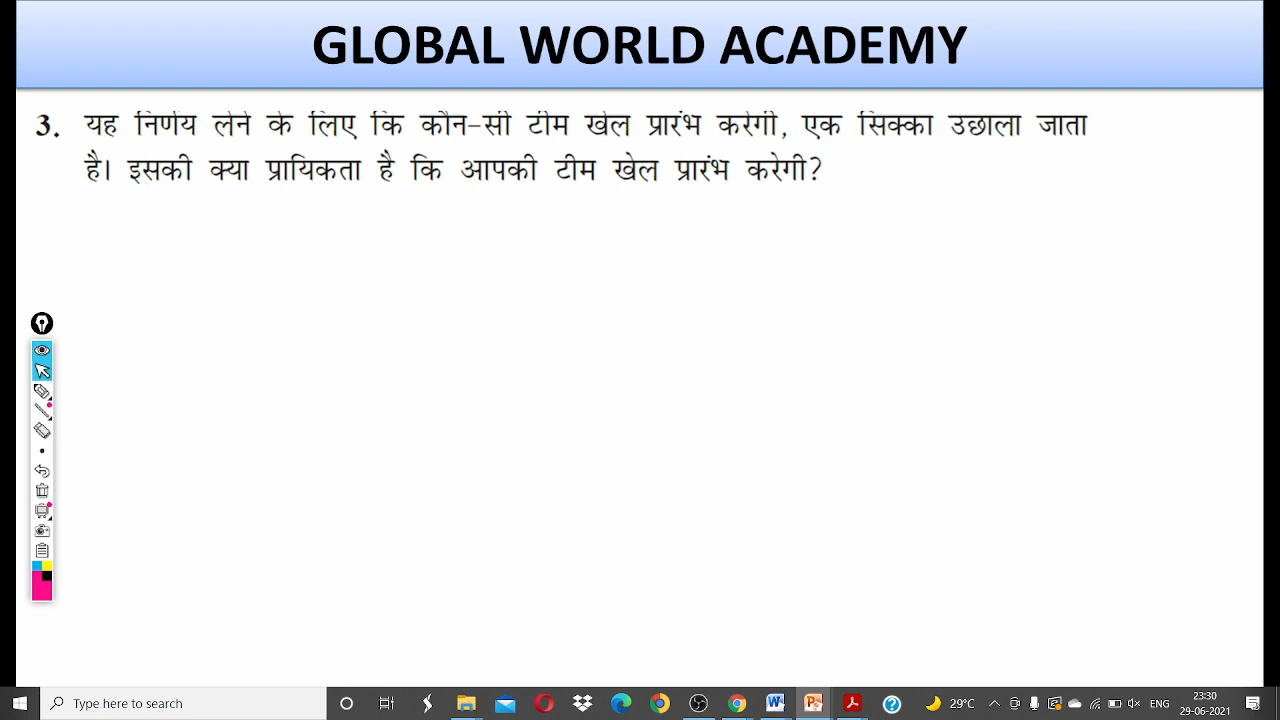 GLOBAL WORLD ACADEMY
3. यह निर्णय लेने के लिए कि कौन-सी टीम खेल प्रारंभ करेगी, एक सिक्का उछाला जाता
है। इसकी क्या प्रायिकता है कि आपकी टीम खेल प्रारंभ करेगी?
Type here to search
29°C
ENG
23:30
29-06-2021